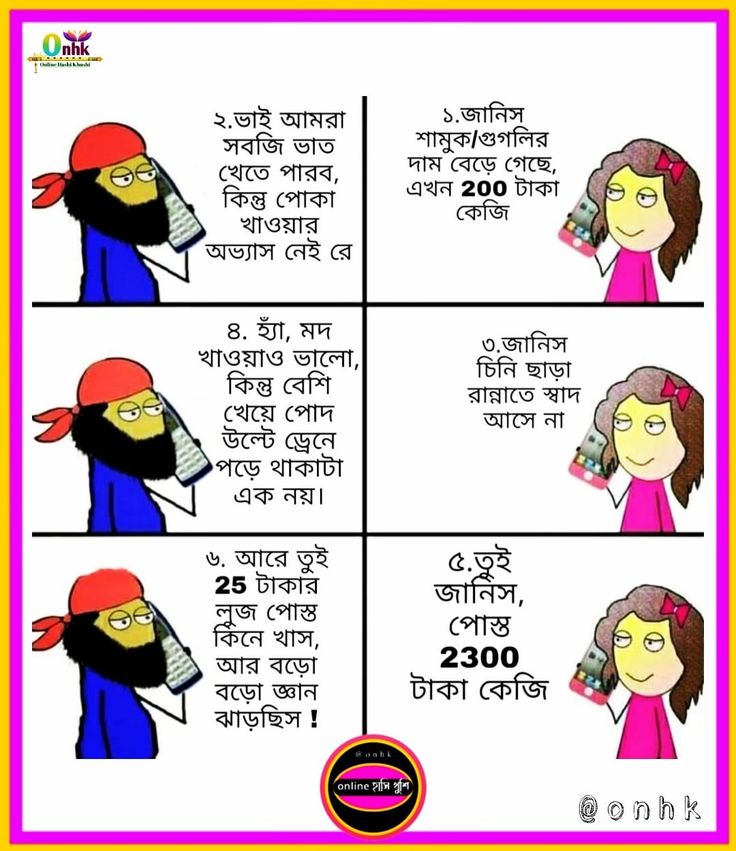 Onhk
Online Hashi Khushi
১.জানিস
শামুক/গুগলির
দাম বেড়ে গেছে,
এখন 200 টাকা
কেজি
২.ভাই আমরা
সবজি ভাত
খেতে পারব,
কিন্তু পোকা
খাওয়ার
অভ্যাস নেই রে
৩.জানিস
চিনি ছাড়া
রান্নাতে স্বাদ
আসে না
৪. হ্যাঁ, মদ
খাওয়াও ভালো,
কিন্তু বেশি
খেয়ে পোদ
উল্টে ড্রেনে
পড়ে থাকাটা
এক নয়।
৫.তুই
জানিস,
পোস্ত
2300
টাকা কেজি
৬. আরে তুই
25 টাকার
লুজ পোস্ত
কিনে খাস,
আর বড়ো
বড়ো জ্ঞান
ঝাড়ছিস !
@onhk
online হাসি খুশি
@onhk